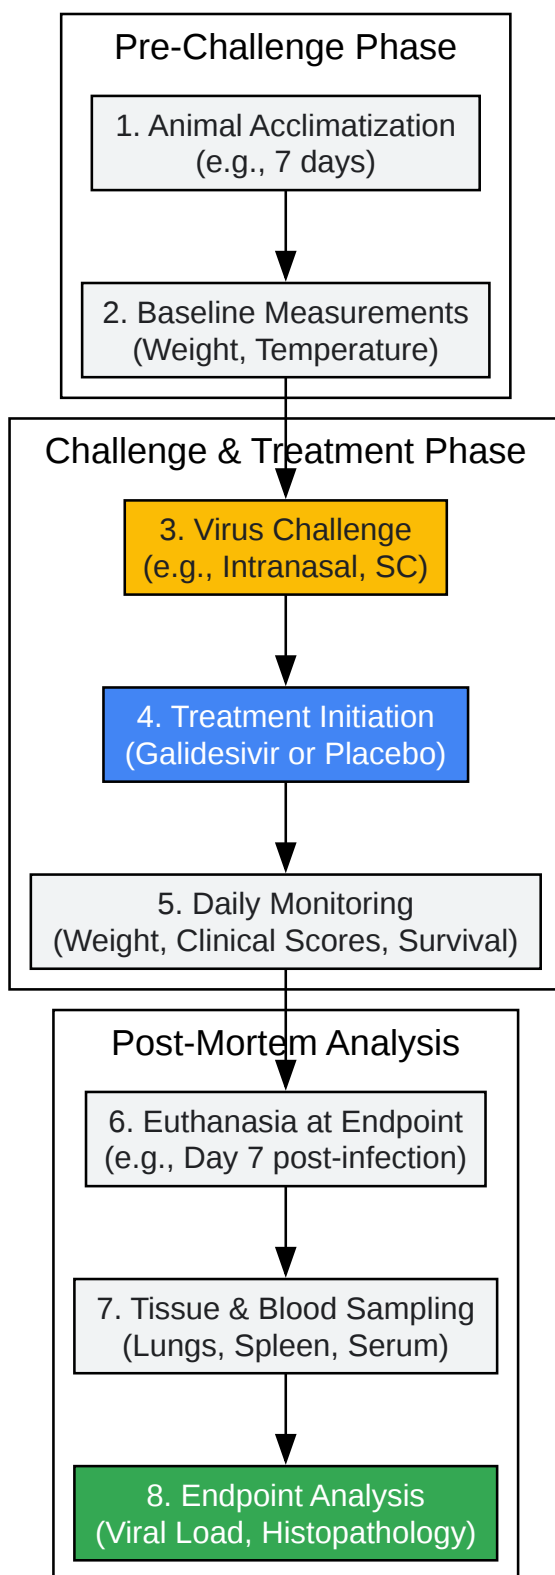 Pre-Challenge Phase
1. Animal Acclimatization
(e.g., 7 days)
2. Baseline Measurements
(Weight, Temperature)
Challenge & Treatment Phase
3. Virus Challenge
(e.g., Intranasal, SC)
4. Treatment Initiation
(Galidesivir or Placebo)
5. Daily Monitoring
(Weight, Clinical Scores, Survival)
Post-Mortem Analysis
6. Euthanasia at Endpoint
(e.g., Day 7 post-infection)
7. Tissue & Blood Sampling
(Lungs, Spleen, Serum)
8. Endpoint Analysis
(Viral Load, Histopathology)